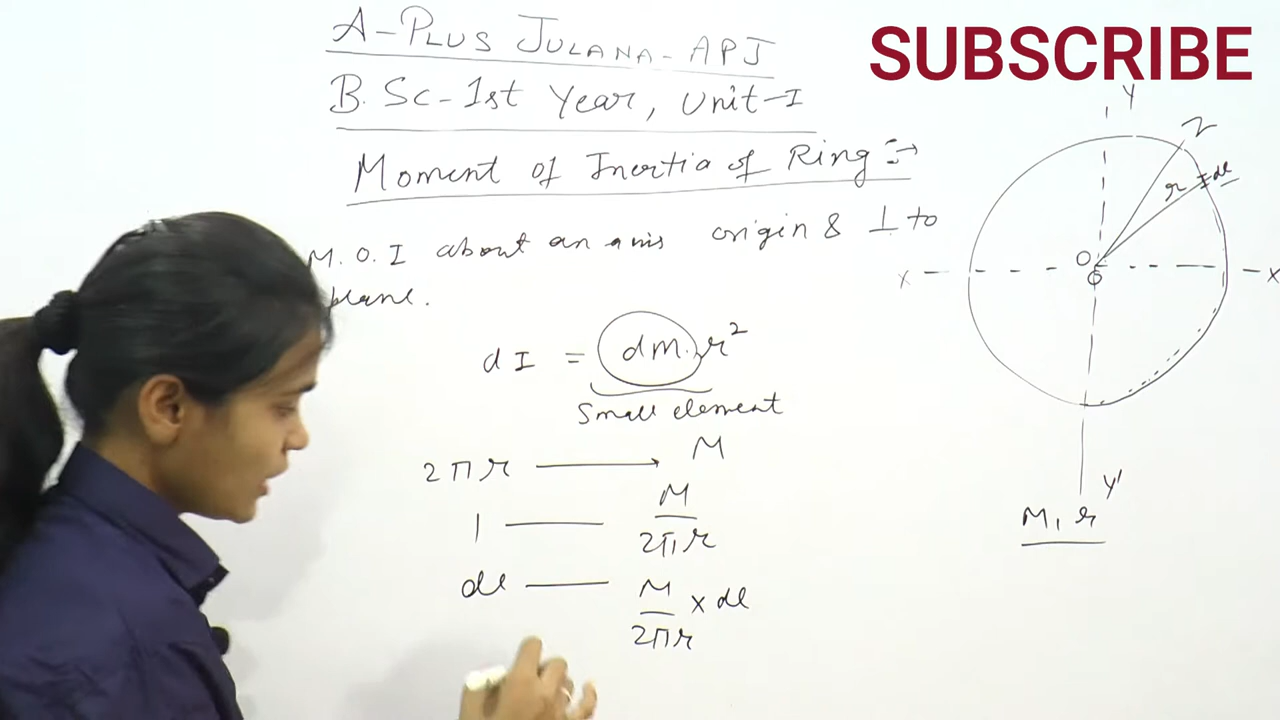 A-PLUS JULANA-APJ
SUBSCRIBE
B.Sc-1st Year, Unit-I
Moment of Inertia of Ring:→
M.O.I about an axis origin & ⊥ to
plane.
dI = dm.r²
Small element
2πr → M
1 — M/2πr
dl — M/2πr × dl
Y
Z
r
dl
O
X
X
Y'
M, r